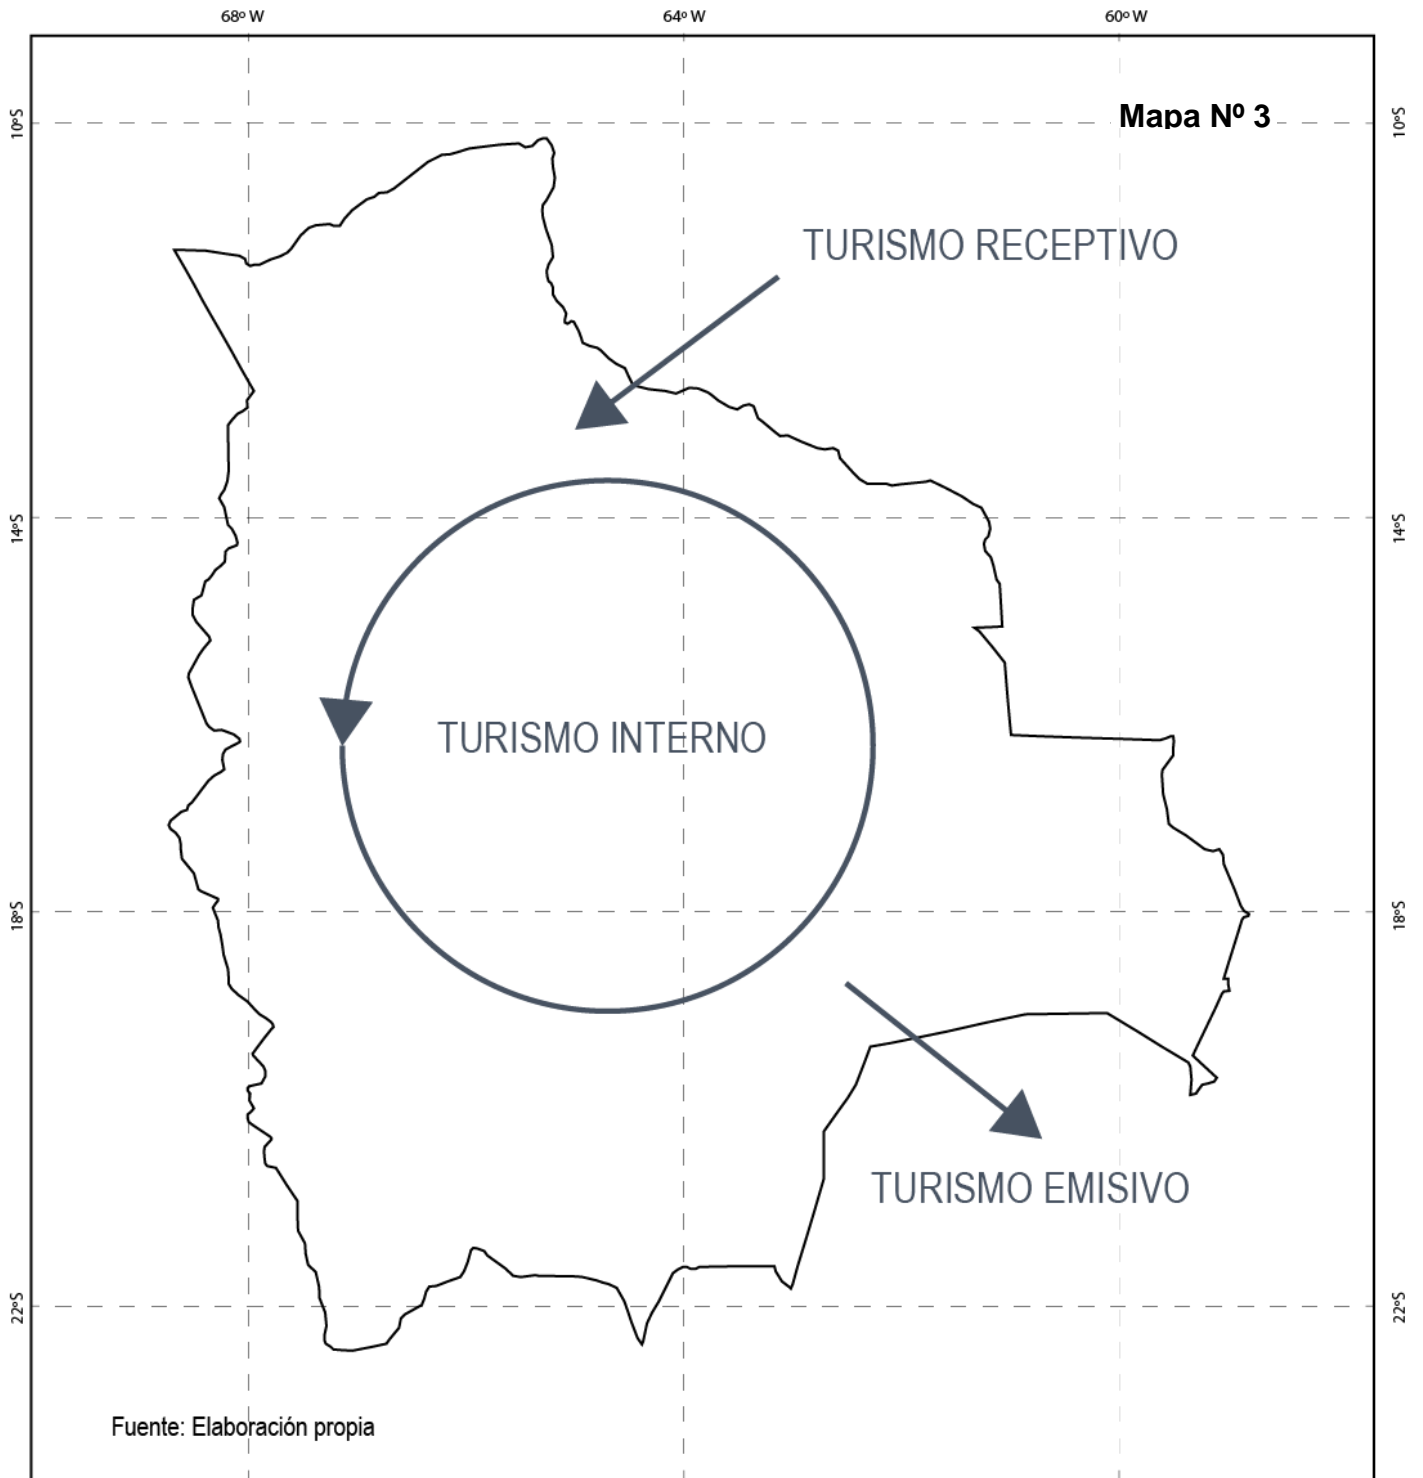 68º W 64º W 60º W
Mapa Nº 3
10ºS 10ºS
TURISMO RECEPTIVO
14ºS 14ºS
TURISMO INTERNO
18ºS 18ºS
TURISMO EMISIVO
22ºS 22ºS
Fuente: Elaboración propia